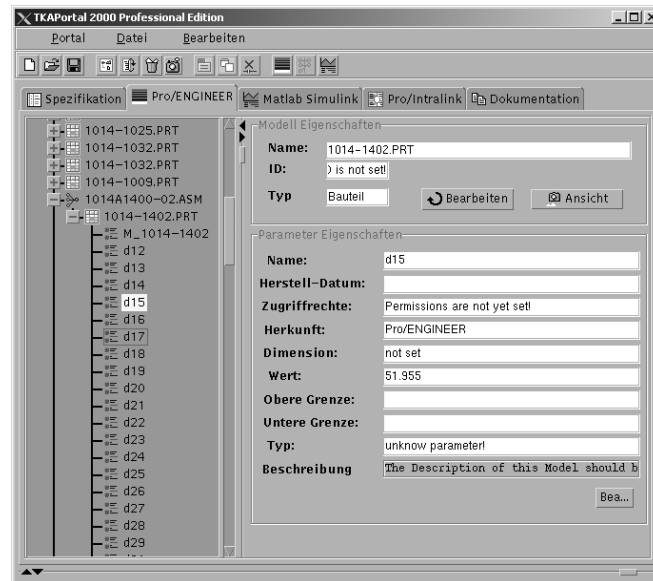 TKAPortal 2000 Professional Edition
Portal Datei Bearbeiten
Spezifikation Pro/ENGINEER Matlab Simulink Pro/Intralink Dokumentation
1014-1025.PRT
1014-1032.PRT
1014-1032.PRT
1014-1009.PRT
1014A1400-02.ASM
1014-1402.PRT
M_1014-1402
d12
d13
d14
d15
d16
d17
d18
d19
d20
d21
d22
d23
d24
d25
d26
d27
d28
d29
Modell Eigenschaften
Name: 1014-1402.PRT
ID: ) is not set!
Typ Bauteil Bearbeiten Ansicht
Parameter Eigenschaften
Name: d15
Herstell-Datum:
Zugriffrechte: Permissions are not yet set!
Herkunft: Pro/ENGINEER
Dimension: not set
Wert: 51.955
Obere Grenze:
Untere Grenze:
Typ: unknow parameter!
Beschreibung The Description of this Model should b
Bea...